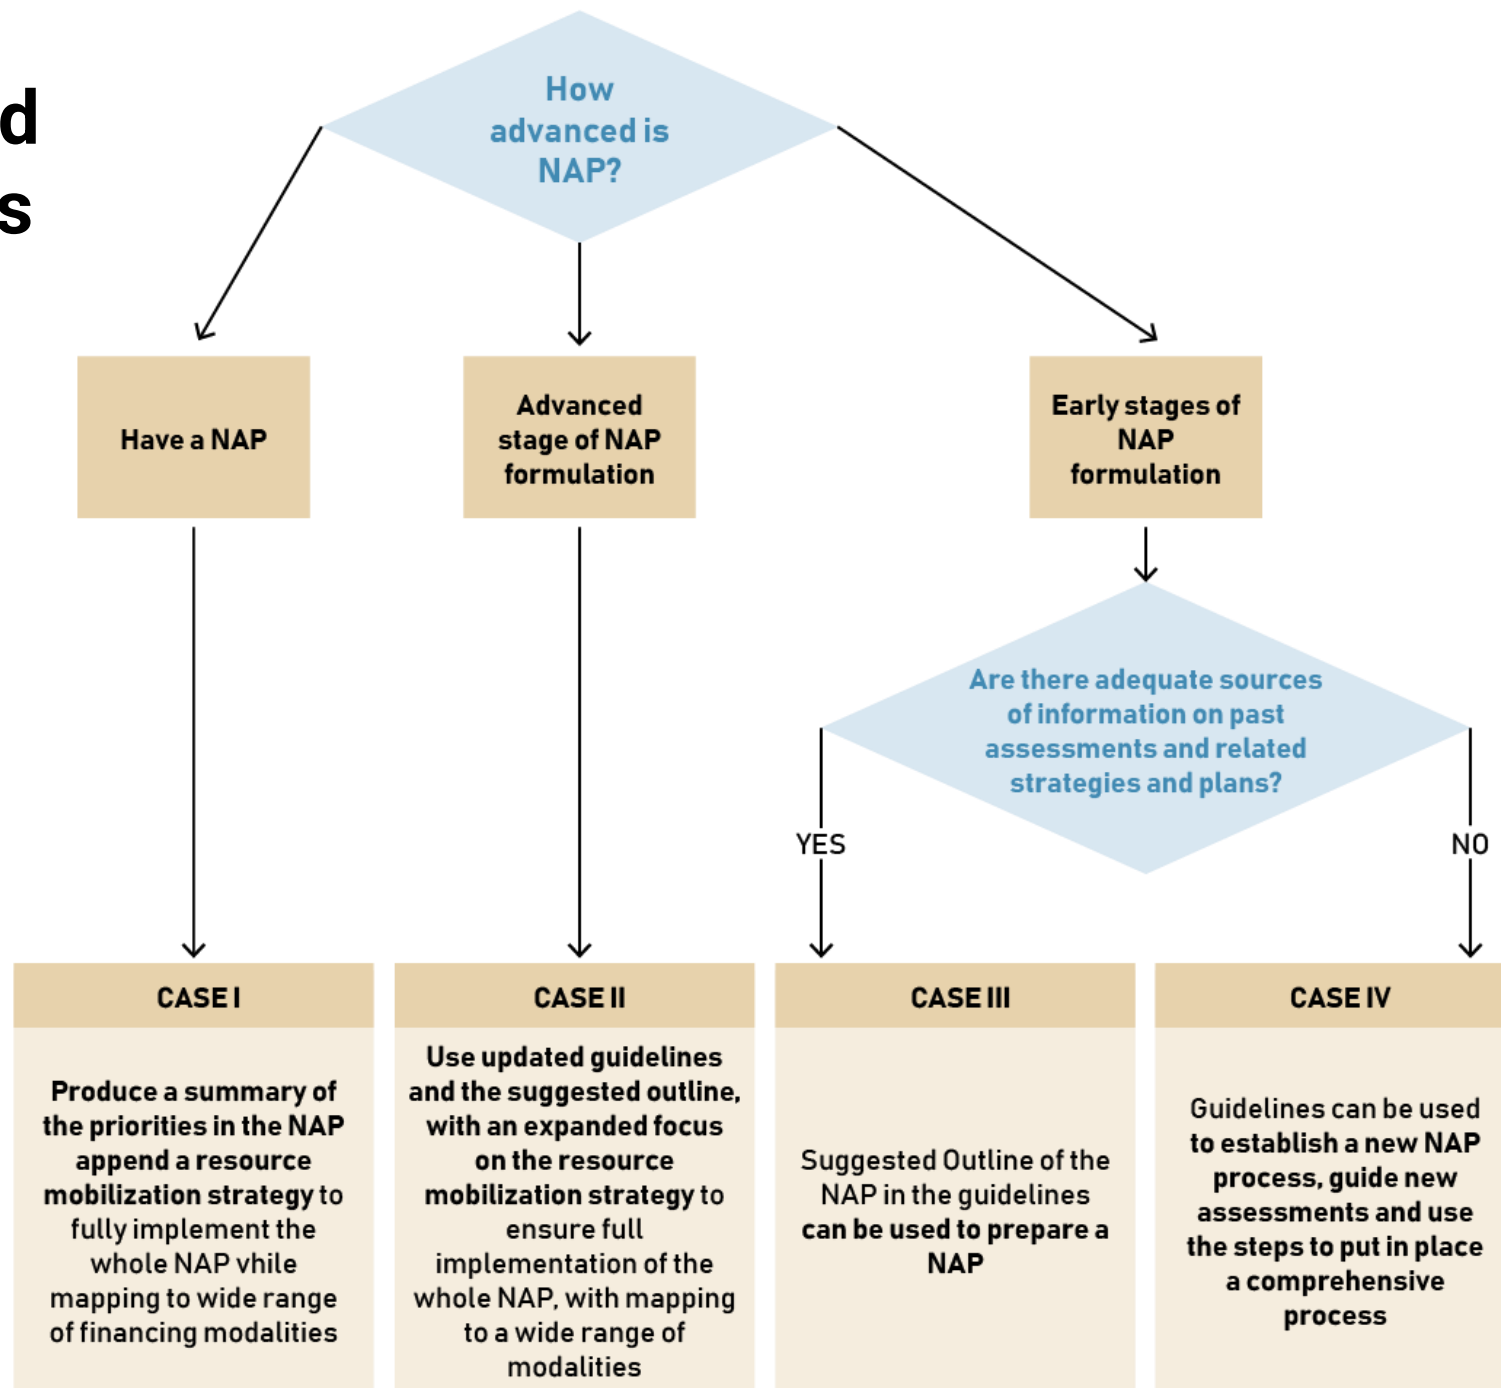 d
s
How
advanced is
NAP?
Have a NAP
Advanced
stage of NAP
formulation
Early stages of
NAP
formulation
Are there adequate sources
of information on past
assessments and related
strategies and plans?
YES
NO
CASE I
Produce a summary of
the priorities in the NAP
append a resource
mobilization strategy to
fully implement the
whole NAP vhile
mapping to wide range
of financing modalities
CASE II
Use updated guidelines
and the suggested outline,
with an expanded focus
on the resource
mobilization strategy to
ensure full
implementation of the
whole NAP, with mapping
to a wide range of
modalities
CASE III
Suggested Outline of the
NAP in the guidelines
can be used to prepare a
NAP
CASE IV
Guidelines can be used
to establish a new NAP
process, guide new
assessments and use
the steps to put in place
a comprehensive
process